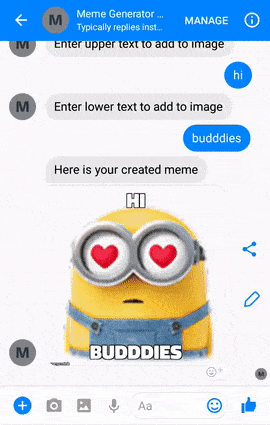 Meme Generator ...
Typically replies inst...
MANAGE
M
Enter upper text to add to image
hi
M
Enter lower text to add to image
budddies
Here is your created meme
HI
BUDDDIES
M
M
Aa